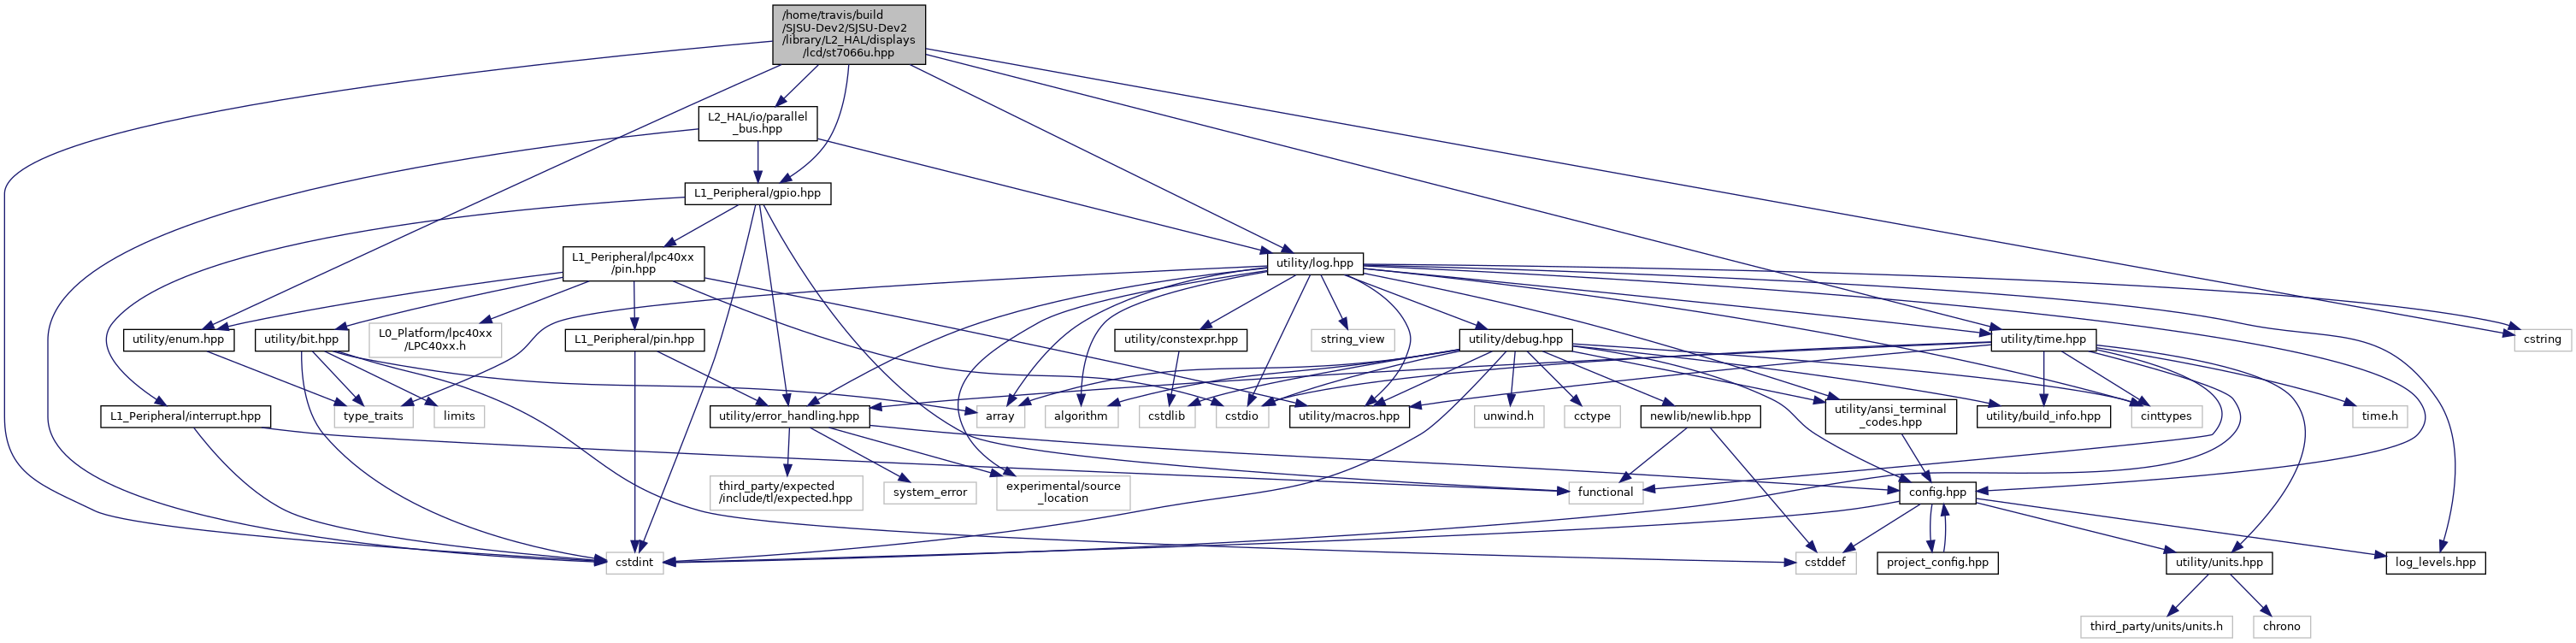 /home/travis/build
/SJSU-Dev2/SJSU-Dev2
/library/L2_HAL/displays
/lcd/st7066u.hpp
L2_HAL/io/parallel
_bus.hpp
L1_Peripheral/gpio.hpp
L1_Peripheral/lpc40xx
/pin.hpp
utility/log.hpp
utility/enum.hpp
utility/bit.hpp
L0_Platform/lpc40xx
/LPC40xx.h
L1_Peripheral/pin.hpp
utility/constexpr.hpp
string_view
utility/debug.hpp
utility/time.hpp
cstring
L1_Peripheral/interrupt.hpp
type_traits
limits
utility/error_handling.hpp
array
algorithm
cstdlib
cstdio
utility/macros.hpp
unwind.h
cctype
newlib/newlib.hpp
utility/ansi_terminal
_codes.hpp
utility/build_info.hpp
cinttypes
time.h
third_party/expected
/include/tl/expected.hpp
system_error
experimental/source
_location
functional
config.hpp
cstdint
cstddef
project_config.hpp
utility/units.hpp
log_levels.hpp
third_party/units/units.h
chrono